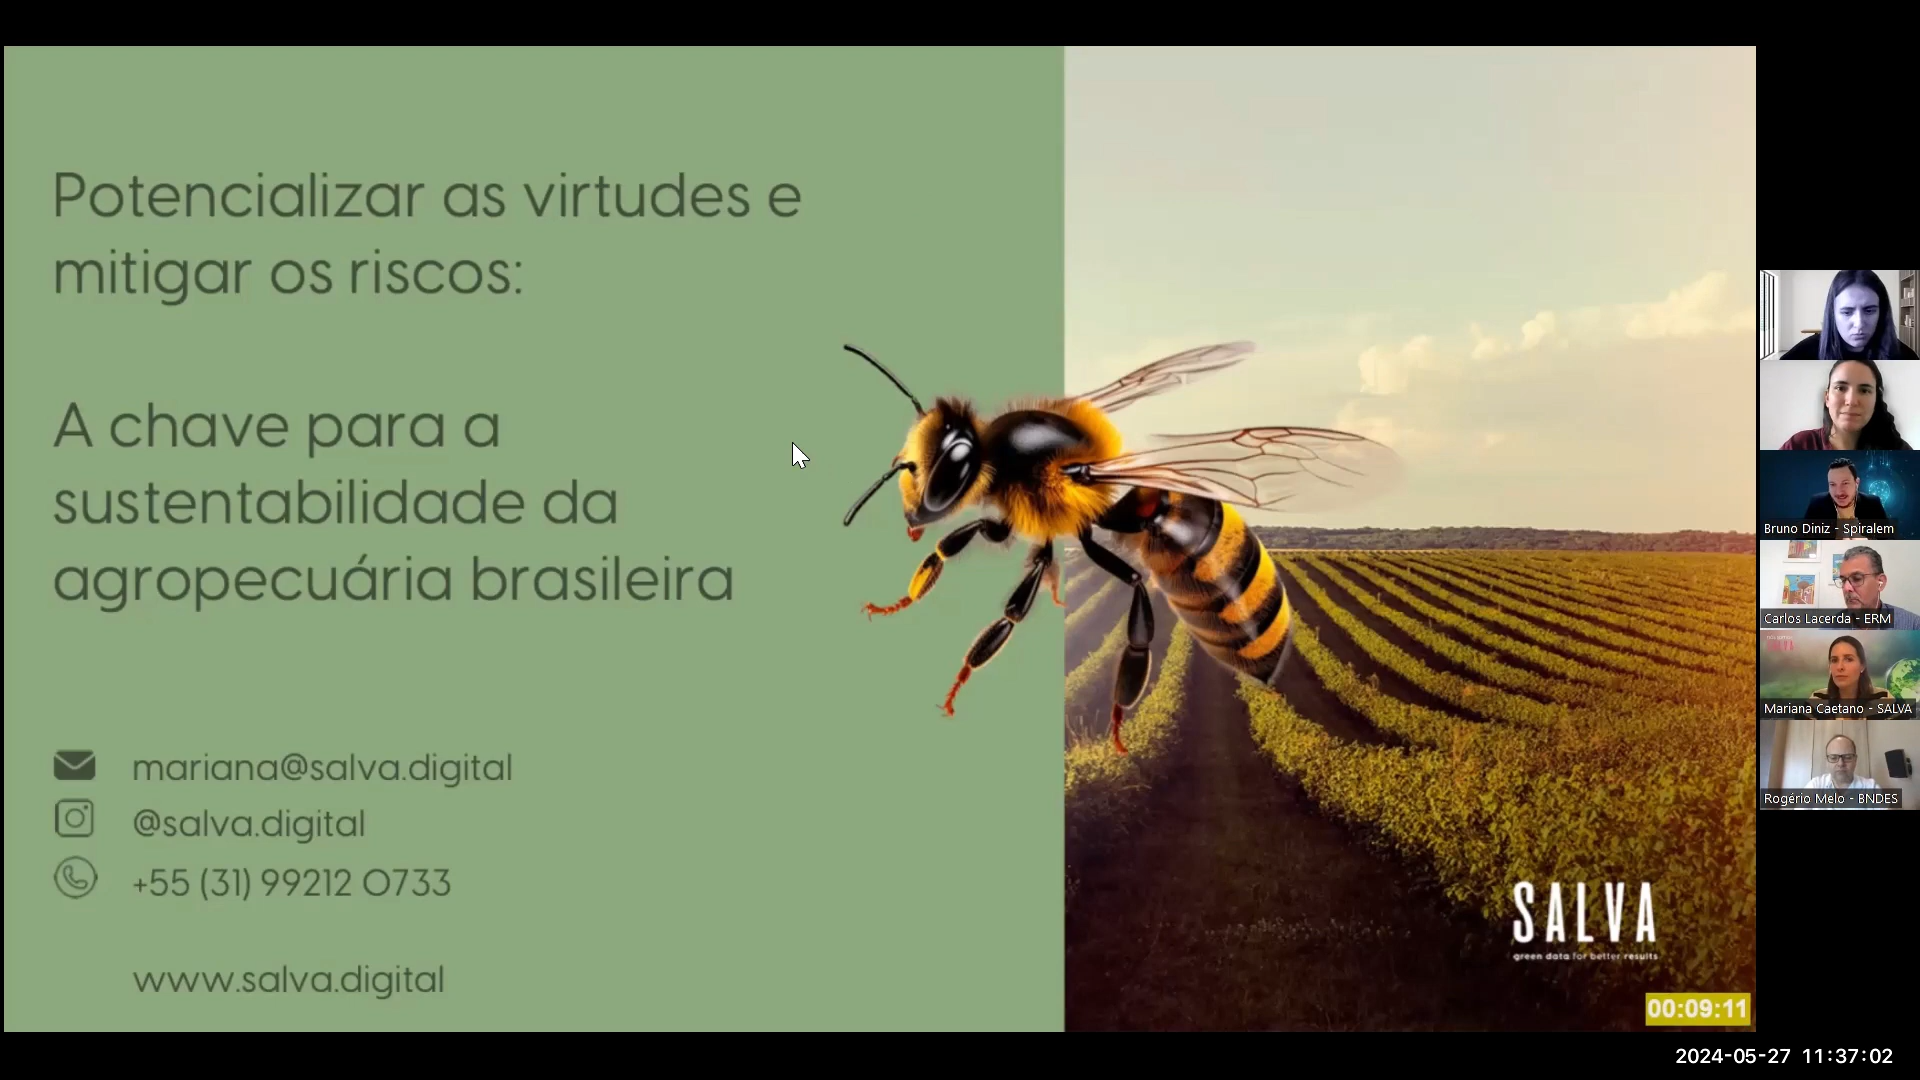 Potencializar as virtudes e
mitigar os riscos:
A chave para a
sustentabilidade da
agropecuária brasileira
mariana@salva.digital
@salva.digital
+55 (31) 99212 0733
www.salva.digital
SALVA
green data for better results
00:09:11
Bruno Diniz - Spiralem
Carlos Lacerda - ERM
Mariana Caetano - SALVA
Rogério Melo - BNDES
2024-05-27 11:37:02